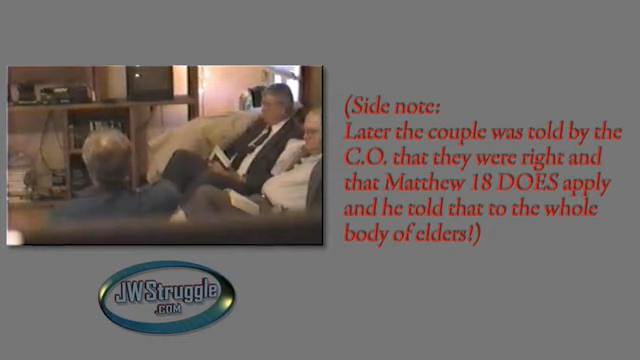 (Side note:
Later the couple was told by the
C.O. that they were right and
that Matthew 18 DOES apply
and he told that to the whole
body of elders!)
JWStruggle
.COM